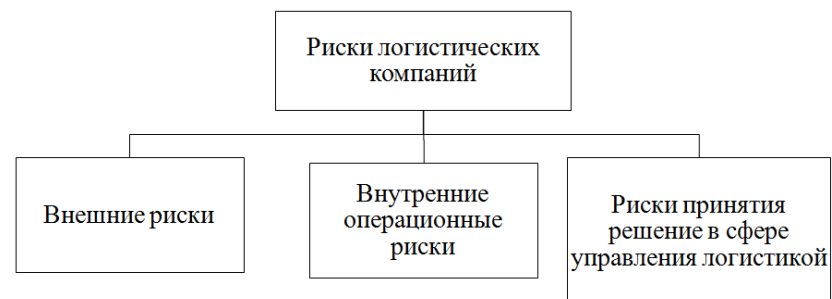 Риски логистических
компаний
Внешние риски
Внутренние
операционные
риски
Риски принятия
решение в сфере
управления логистикой